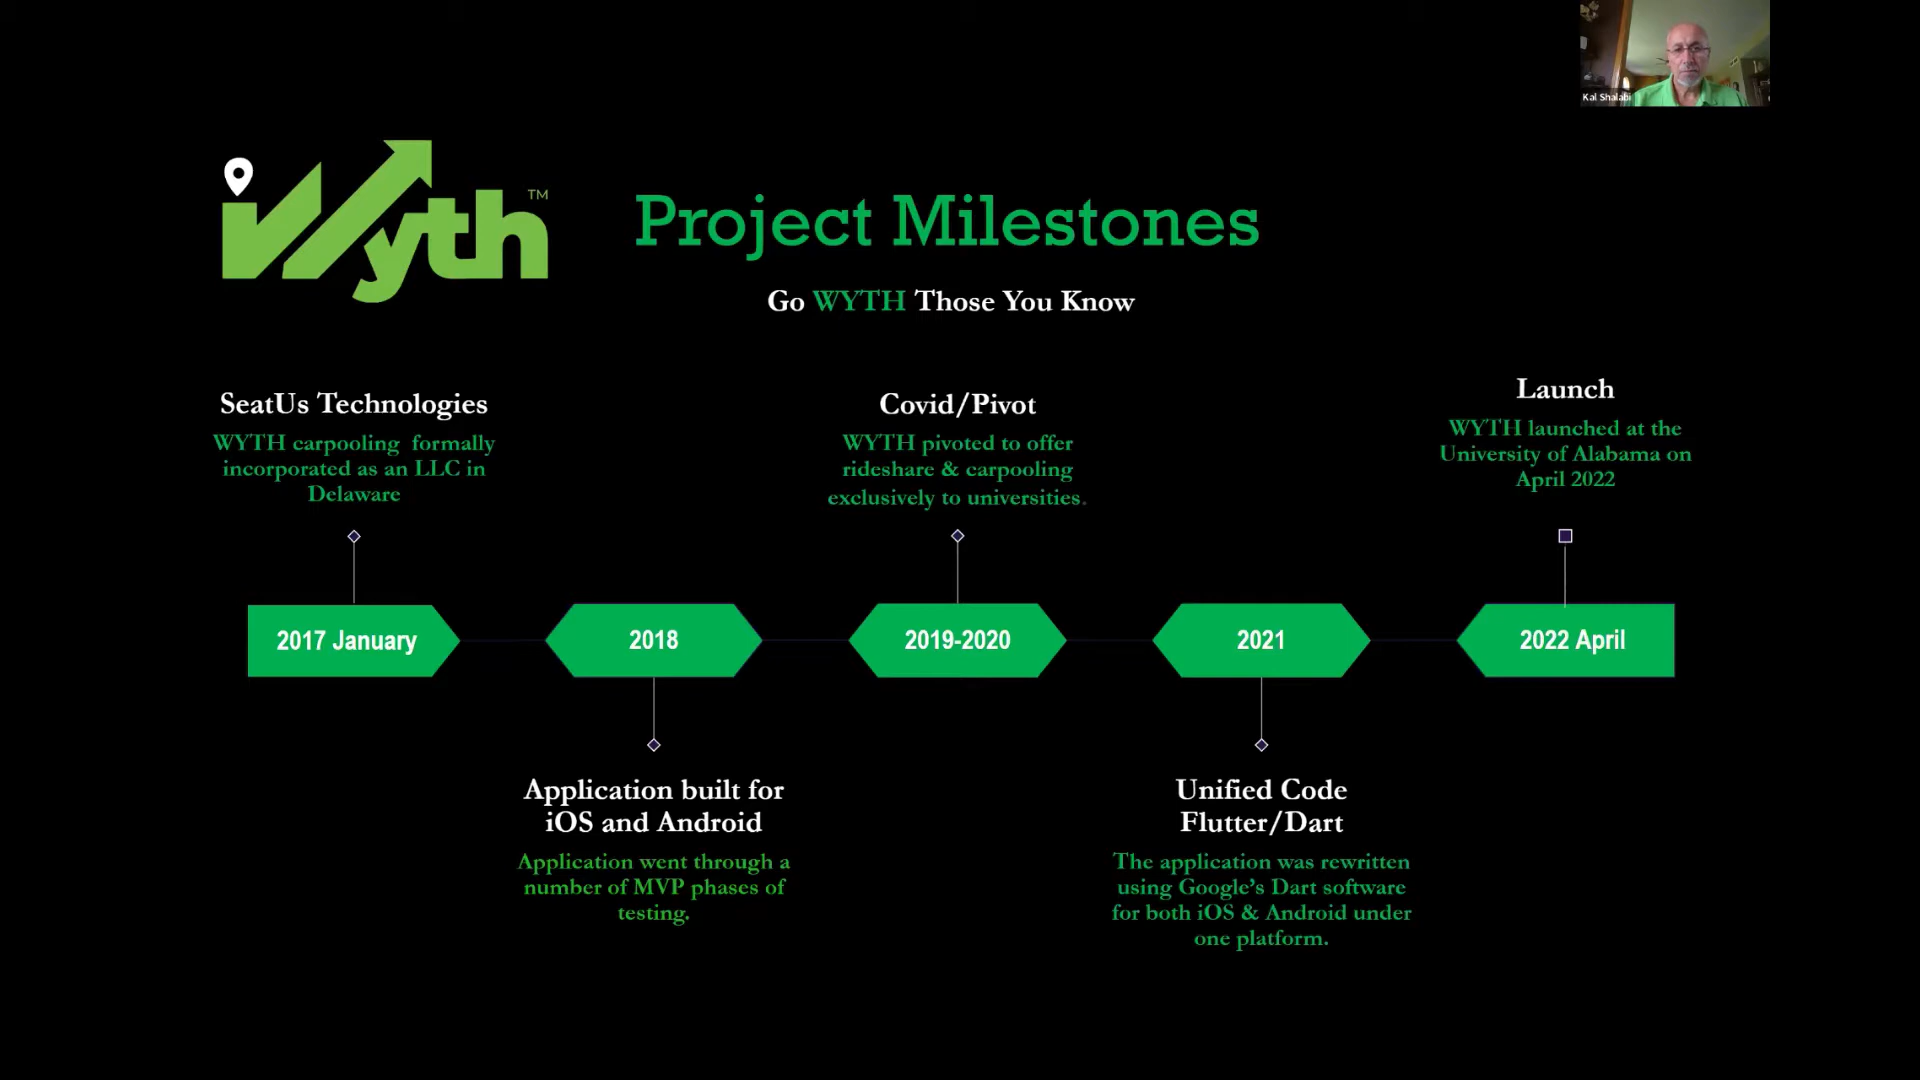 Kal Shalabi
Wyth™
Project Milestones
Go WYTH Those You Know
SeatUs Technologies
WYTH carpooling formally
incorporated as an LLC in
Delaware
Covid/Pivot
WYTH pivoted to offer
rideshare & carpooling
exclusively to universities.
Launch
WYTH launched at the
University of Alabama on
April 2022
2017 January
2018
2019-2020
2021
2022 April
Application built for
iOS and Android
Application went through a
number of MVP phases of
testing.
Unified Code
Flutter/Dart
The application was rewritten
using Google’s Dart software
for both iOS & Android under
one platform.